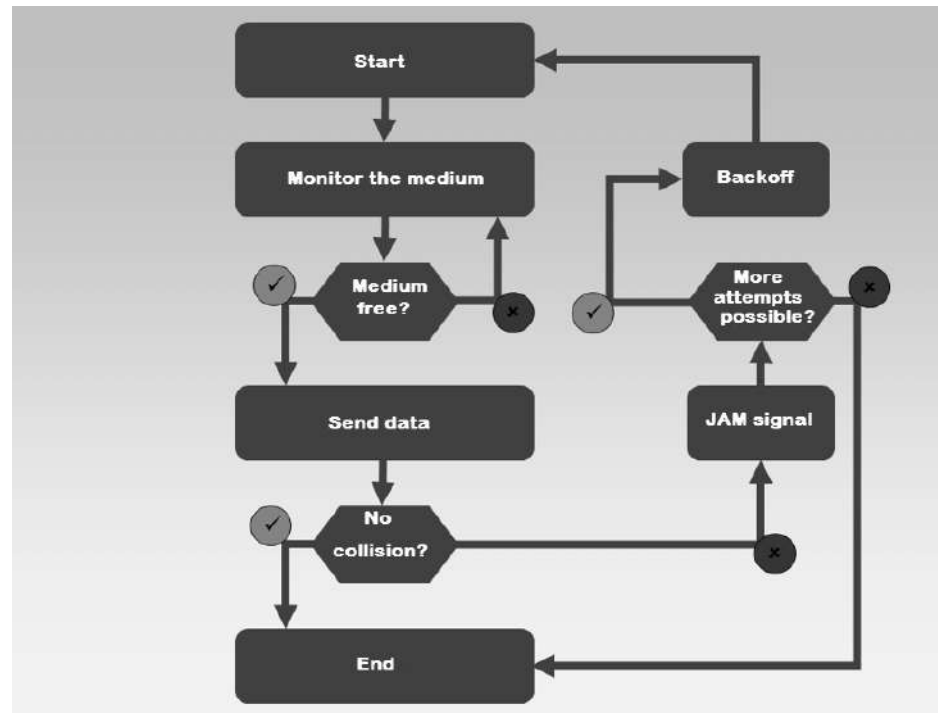 Start
Monitor the medium
Backoff
Medium
free?
More
attempts
possible?
Send data
JAM signal
No
collision?
End